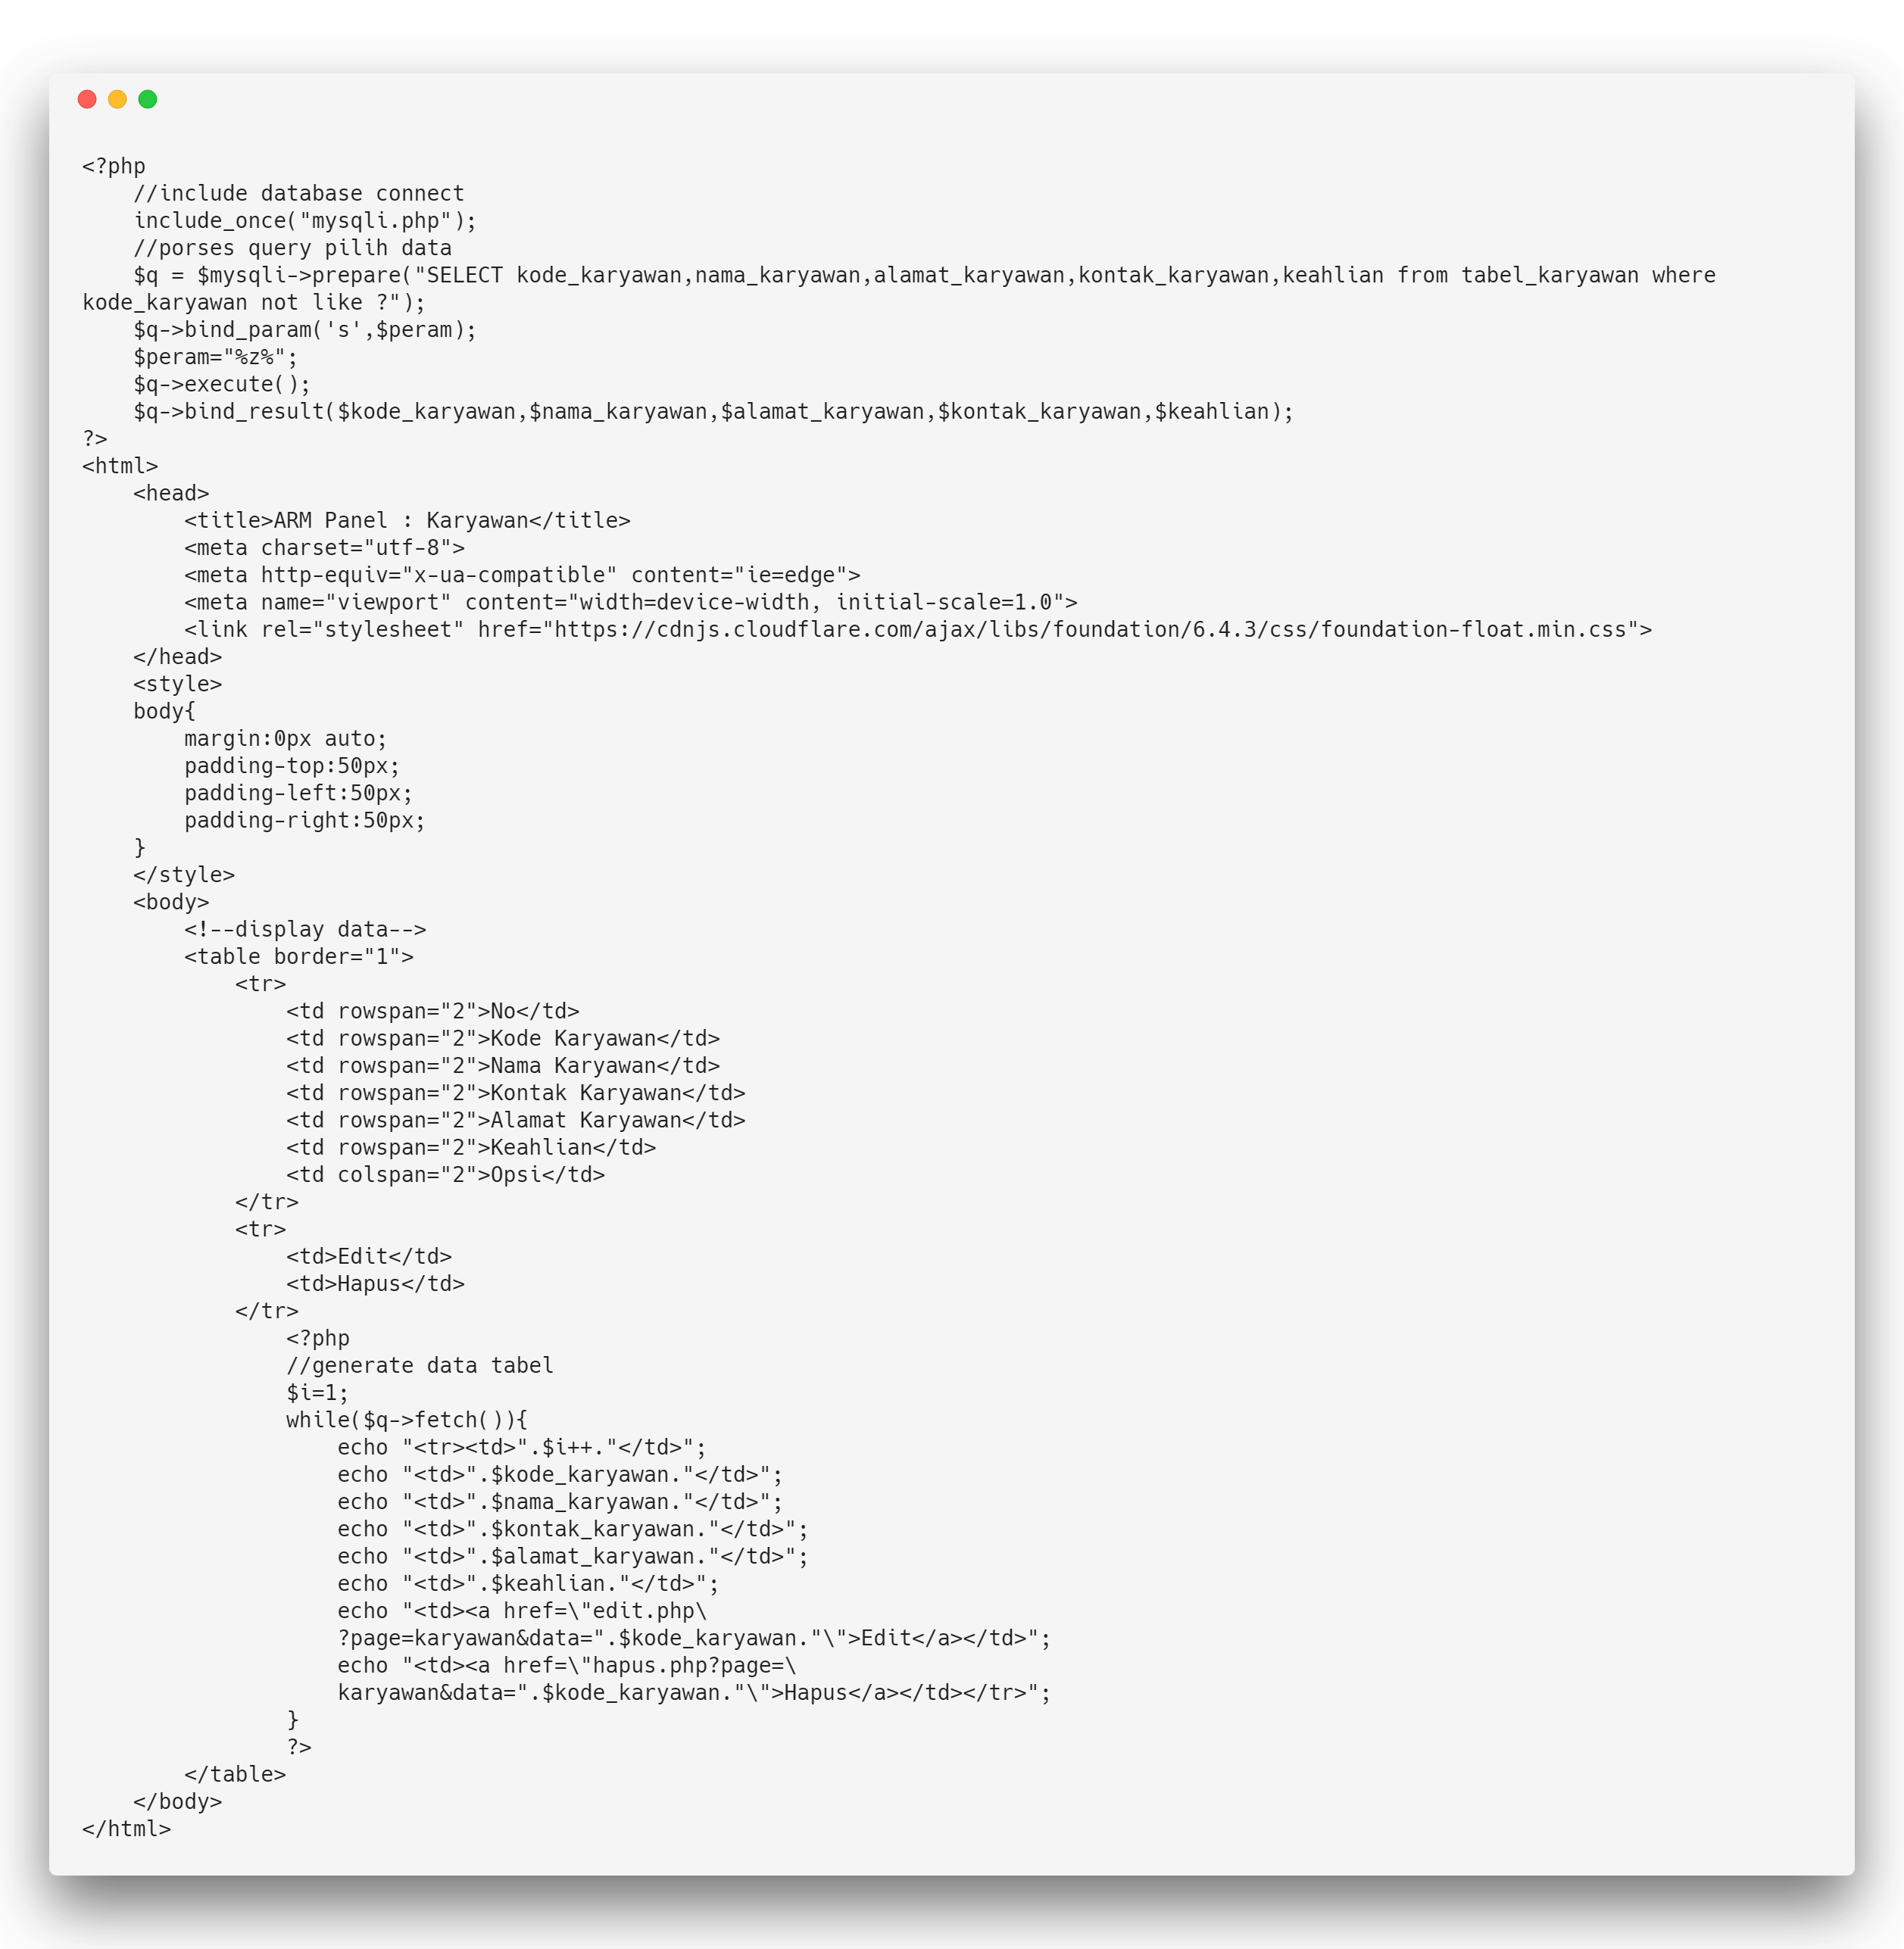 <?php
    //include database connect
    include_once("mysqli.php");
    //porses query pilih data
    $q = $mysqli->prepare("SELECT kode_karyawan,nama_karyawan,alamat_karyawan,kontak_karyawan,keahlian from tabel_karyawan where
kode_karyawan not like ?");
    $q->bind_param('s',$peram);
    $peram="%z%";
    $q->execute();
    $q->bind_result($kode_karyawan,$nama_karyawan,$alamat_karyawan,$kontak_karyawan,$keahlian);
?>
<html>
    <head>
        <title>ARM Panel : Karyawan</title>
        <meta charset="utf-8">
        <meta http-equiv="x-ua-compatible" content="ie=edge">
        <meta name="viewport" content="width=device-width, initial-scale=1.0">
        <link rel="stylesheet" href="https://cdnjs.cloudflare.com/ajax/libs/foundation/6.4.3/css/foundation-float.min.css">
    </head>
    <style>
    body{
        margin:0px auto;
        padding-top:50px;
        padding-left:50px;
        padding-right:50px;
    }
    </style>
    <body>
        <!--display data-->
        <table border="1">
            <tr>
                <td rowspan="2">No</td>
                <td rowspan="2">Kode Karyawan</td>
                <td rowspan="2">Nama Karyawan</td>
                <td rowspan="2">Kontak Karyawan</td>
                <td rowspan="2">Alamat Karyawan</td>
                <td rowspan="2">Keahlian</td>
                <td colspan="2">Opsi</td>
            </tr>
            <tr>
                <td>Edit</td>
                <td>Hapus</td>
            </tr>
                <?php
                //generate data tabel
                $i=1;
                while($q->fetch()){
                    echo "<tr><td>".$i++."</td>";
                    echo "<td>".$kode_karyawan."</td>";
                    echo "<td>".$nama_karyawan."</td>";
                    echo "<td>".$kontak_karyawan."</td>";
                    echo "<td>".$alamat_karyawan."</td>";
                    echo "<td>".$keahlian."</td>";
                    echo "<td><a href=\"edit.php\
                    ?page=karyawan&data=".$kode_karyawan."\">Edit</a></td>";
                    echo "<td><a href=\"hapus.php?page=\
                    karyawan&data=".$kode_karyawan."\">Hapus</a></td></tr>";
                }
                ?>
        </table>
    </body>
</html>